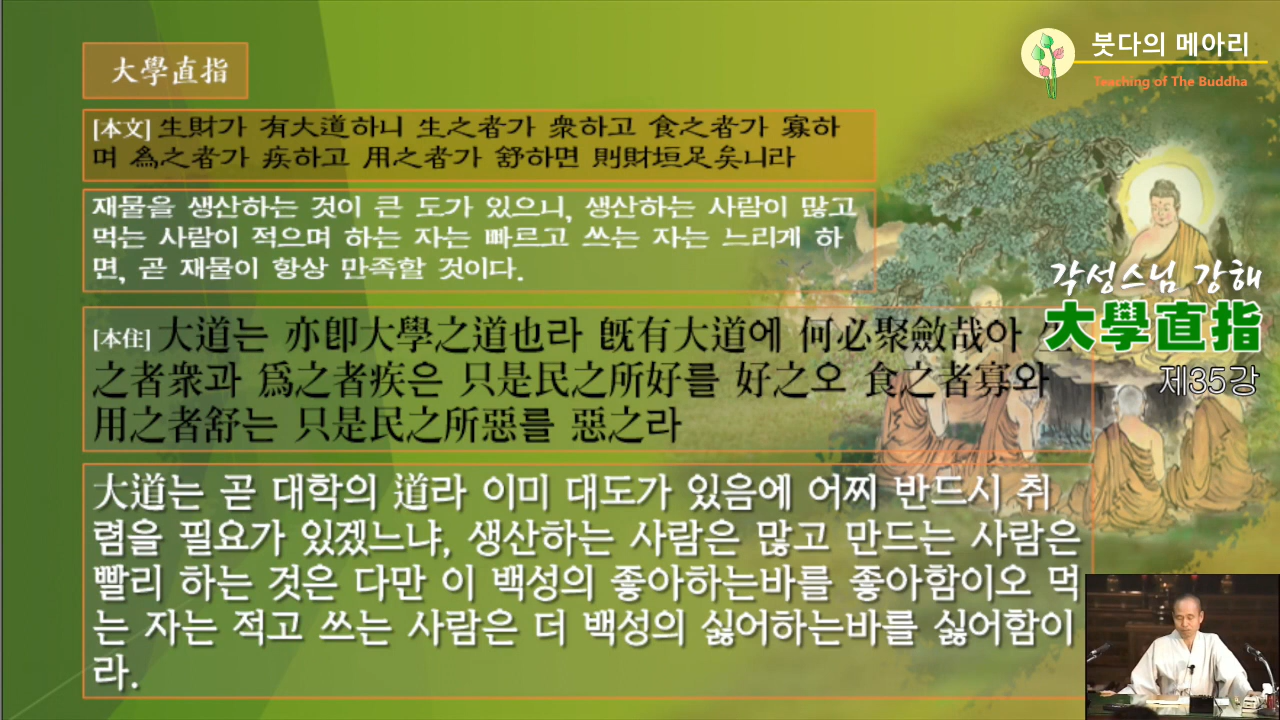 大學直指
붓다의 메아리
Teaching of The Buddha
[本文] 生財가 有大道하니 生之者가 衆하고 食之者가 寡하
며 為之者가 疾하고 用之者가 舒하면 則財垣足矣니라
재물을 생산하는 것이 큰 도가 있으니, 생산하는 사람이 많고
먹는 사람이 적으며 하는 자는 빠르고 쓰는 자는 느리게 하
면, 곧 재물이 항상 만족할 것이다.
각성스님 강해
大學直指
제35강
[本住] 大道는 亦卽大學之道也라 旣有大道에 何必聚斂哉아 生
之者衆과 爲之者疾은 只是民之所好를 好之오 食之者寡와
用之者舒는 只是民之所惡를 惡之라
大道는 곧 대학의 道라 이미 대도가 있음에 어찌 반드시 취
렴을 필요가 있겠느냐, 생산하는 사람은 많고 만드는 사람은
빨리 하는 것은 다만 이 백성의 좋아하는바를 좋아함이오 먹
는 자는 적고 쓰는 사람은 더 백성의 싫어하는바를 싫어함이
라.